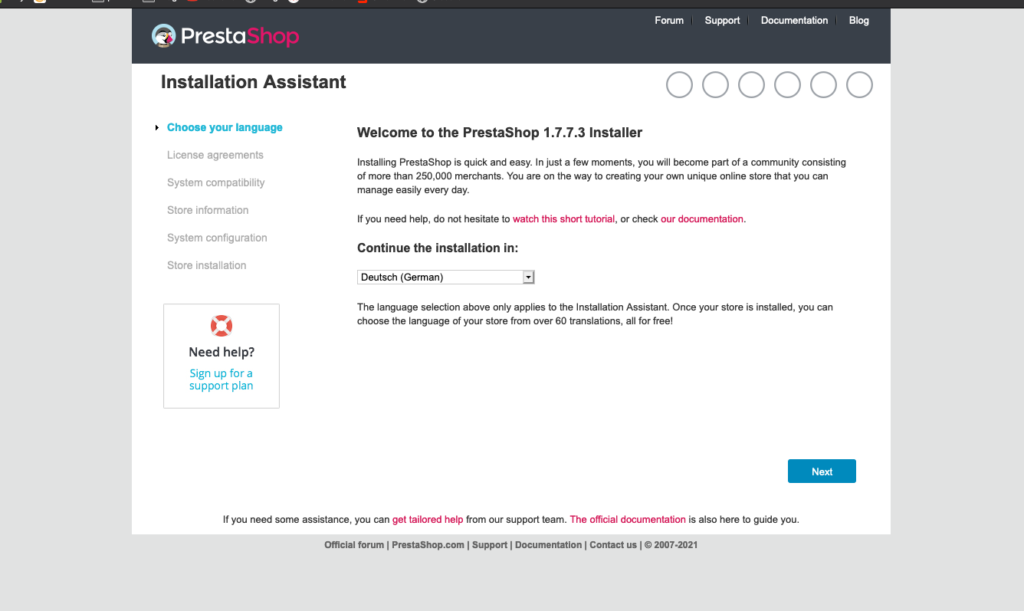 Forum Support Documentation Blog
PrestaShop
Installation Assistant
Choose your language
License agreements
System compatibility
Store information
System configuration
Store installation
Need help?
Sign up for a
support plan
Welcome to the PrestaShop 1.7.7.3 Installer
Installing PrestaShop is quick and easy. In just a few moments, you will become part of a community consisting
of more than 250,000 merchants. You are on the way to creating your own unique online store that you can
manage easily every day.
If you need help, do not hesitate to watch this short tutorial, or check our documentation.
Continue the installation in:
Deutsch (German)
The language selection above only applies to the Installation Assistant. Once your store is installed, you can
choose the language of your store from over 60 translations, all for free!
Next
If you need some assistance, you can get tailored help from our support team. The official documentation is also here to guide you.
Official forum | PrestaShop.com | Support | Documentation | Contact us | © 2007-2021